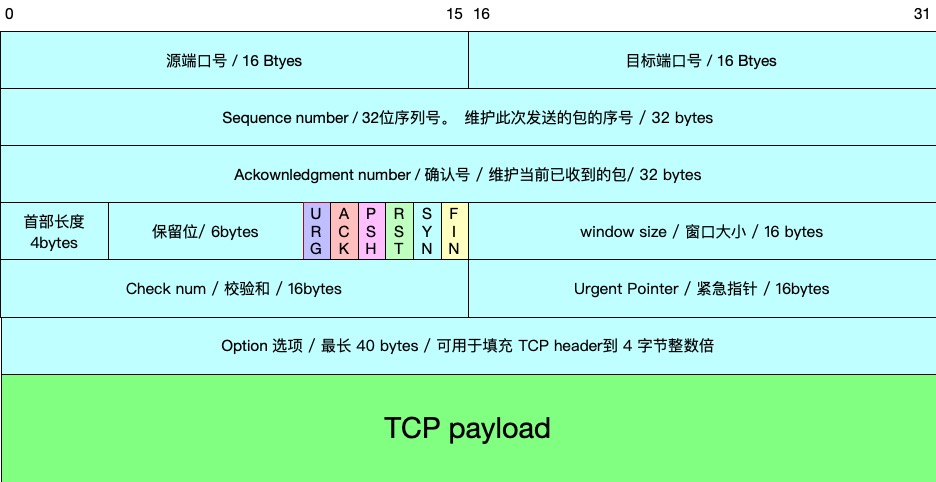 0 15 16 31
源端口号 / 16 Btyes 目标端口号 / 16 Btyes
Sequence number / 32位序列号。 维护此次发送的包的序号 / 32 bytes
Ackownledgment number / 确认号 / 维护当前已收到的包/ 32 bytes
首部长度
4bytes
保留位/ 6bytes
URG
ACK
PSH
RST
SYN
FIN
window size / 窗口大小 / 16 bytes
Check num / 校验和 / 16bytes Urgent Pointer / 紧急指针 / 16bytes
Option 选项 / 最长 40 bytes / 可用于填充 TCP header到 4 字节整数倍
TCP payload